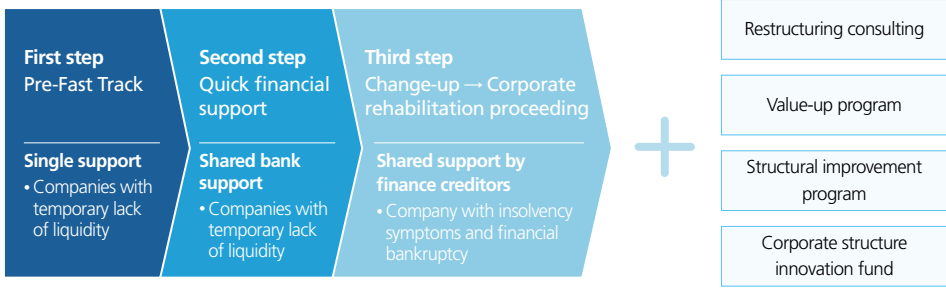 First step
Pre-Fast Track
Single support
• Companies with
temporary lack
of liquidity
Second step
Quick financial
support
Shared bank
support
• Companies with
temporary lack
of liquidity
Third step
Change-up → Corporate
rehabilitation proceeding
Shared support by
finance creditors
• Company with insolvency
symptoms and financial
bankruptcy
+
Restructuring consulting
Value-up program
Structural improvement
program
Corporate structure
innovation fund